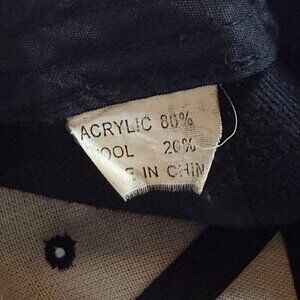 ACRYLIC 80%
OOL 20%
E IN CHIN